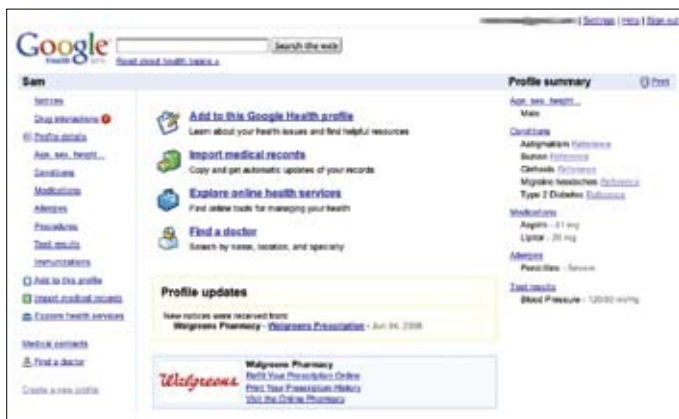 | Settings | Help | Sign out
Google
Health
Search the web
Read about health topics »
Sam
Notices
Drug interactions
Profile details
Age, sex, height...
Conditions
Medications
Allergies
Procedures
Test results
Immunizations
Add to this profile
Import medical records
Explore health services
Medical contacts
Find a doctor
Create a new profile
Add to this Google Health profile
Learn about your health issues and find helpful resources
Import medical records
Copy and get automatic updates of your records
Explore online health services
Find online tools for managing your health
Find a doctor
Search by name, location, and specialty
Profile updates
New notices were received from:
Walgreens Pharmacy - Walgreens Prescription - Jun 04, 2008
Walgreens
Walgreens Pharmacy
Refill Your Prescription Online
Print Your Prescription History
Visit the Online Pharmacy
Profile summary
Print
Age, sex, height...
Male
Conditions
Astigmatism Reference
Bunion Reference
Cirrhosis Reference
Migraine headaches Reference
Type 2 Diabetes Reference
Medications
Aspirin - 81 mg
Lipitor - 20 mg
Allergies
Penicillin - Severe
Test results
Blood Pressure - 120/80 mmHg